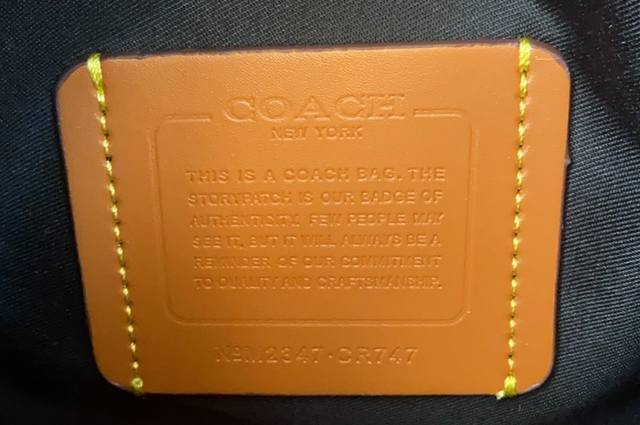 COACH
NEW YORK
THIS IS A COACH BAG. THE
STORYPATCH IS OUR BADGE OF
AUTHENTICITY. FEW PEOPLE MAY
SEE IT, BUT IT WILL ALWAYS BE A
REMINDER OF OUR COMMITMENT
TO QUALITY AND CRAFTSMANSHIP.
No M2347-CR747